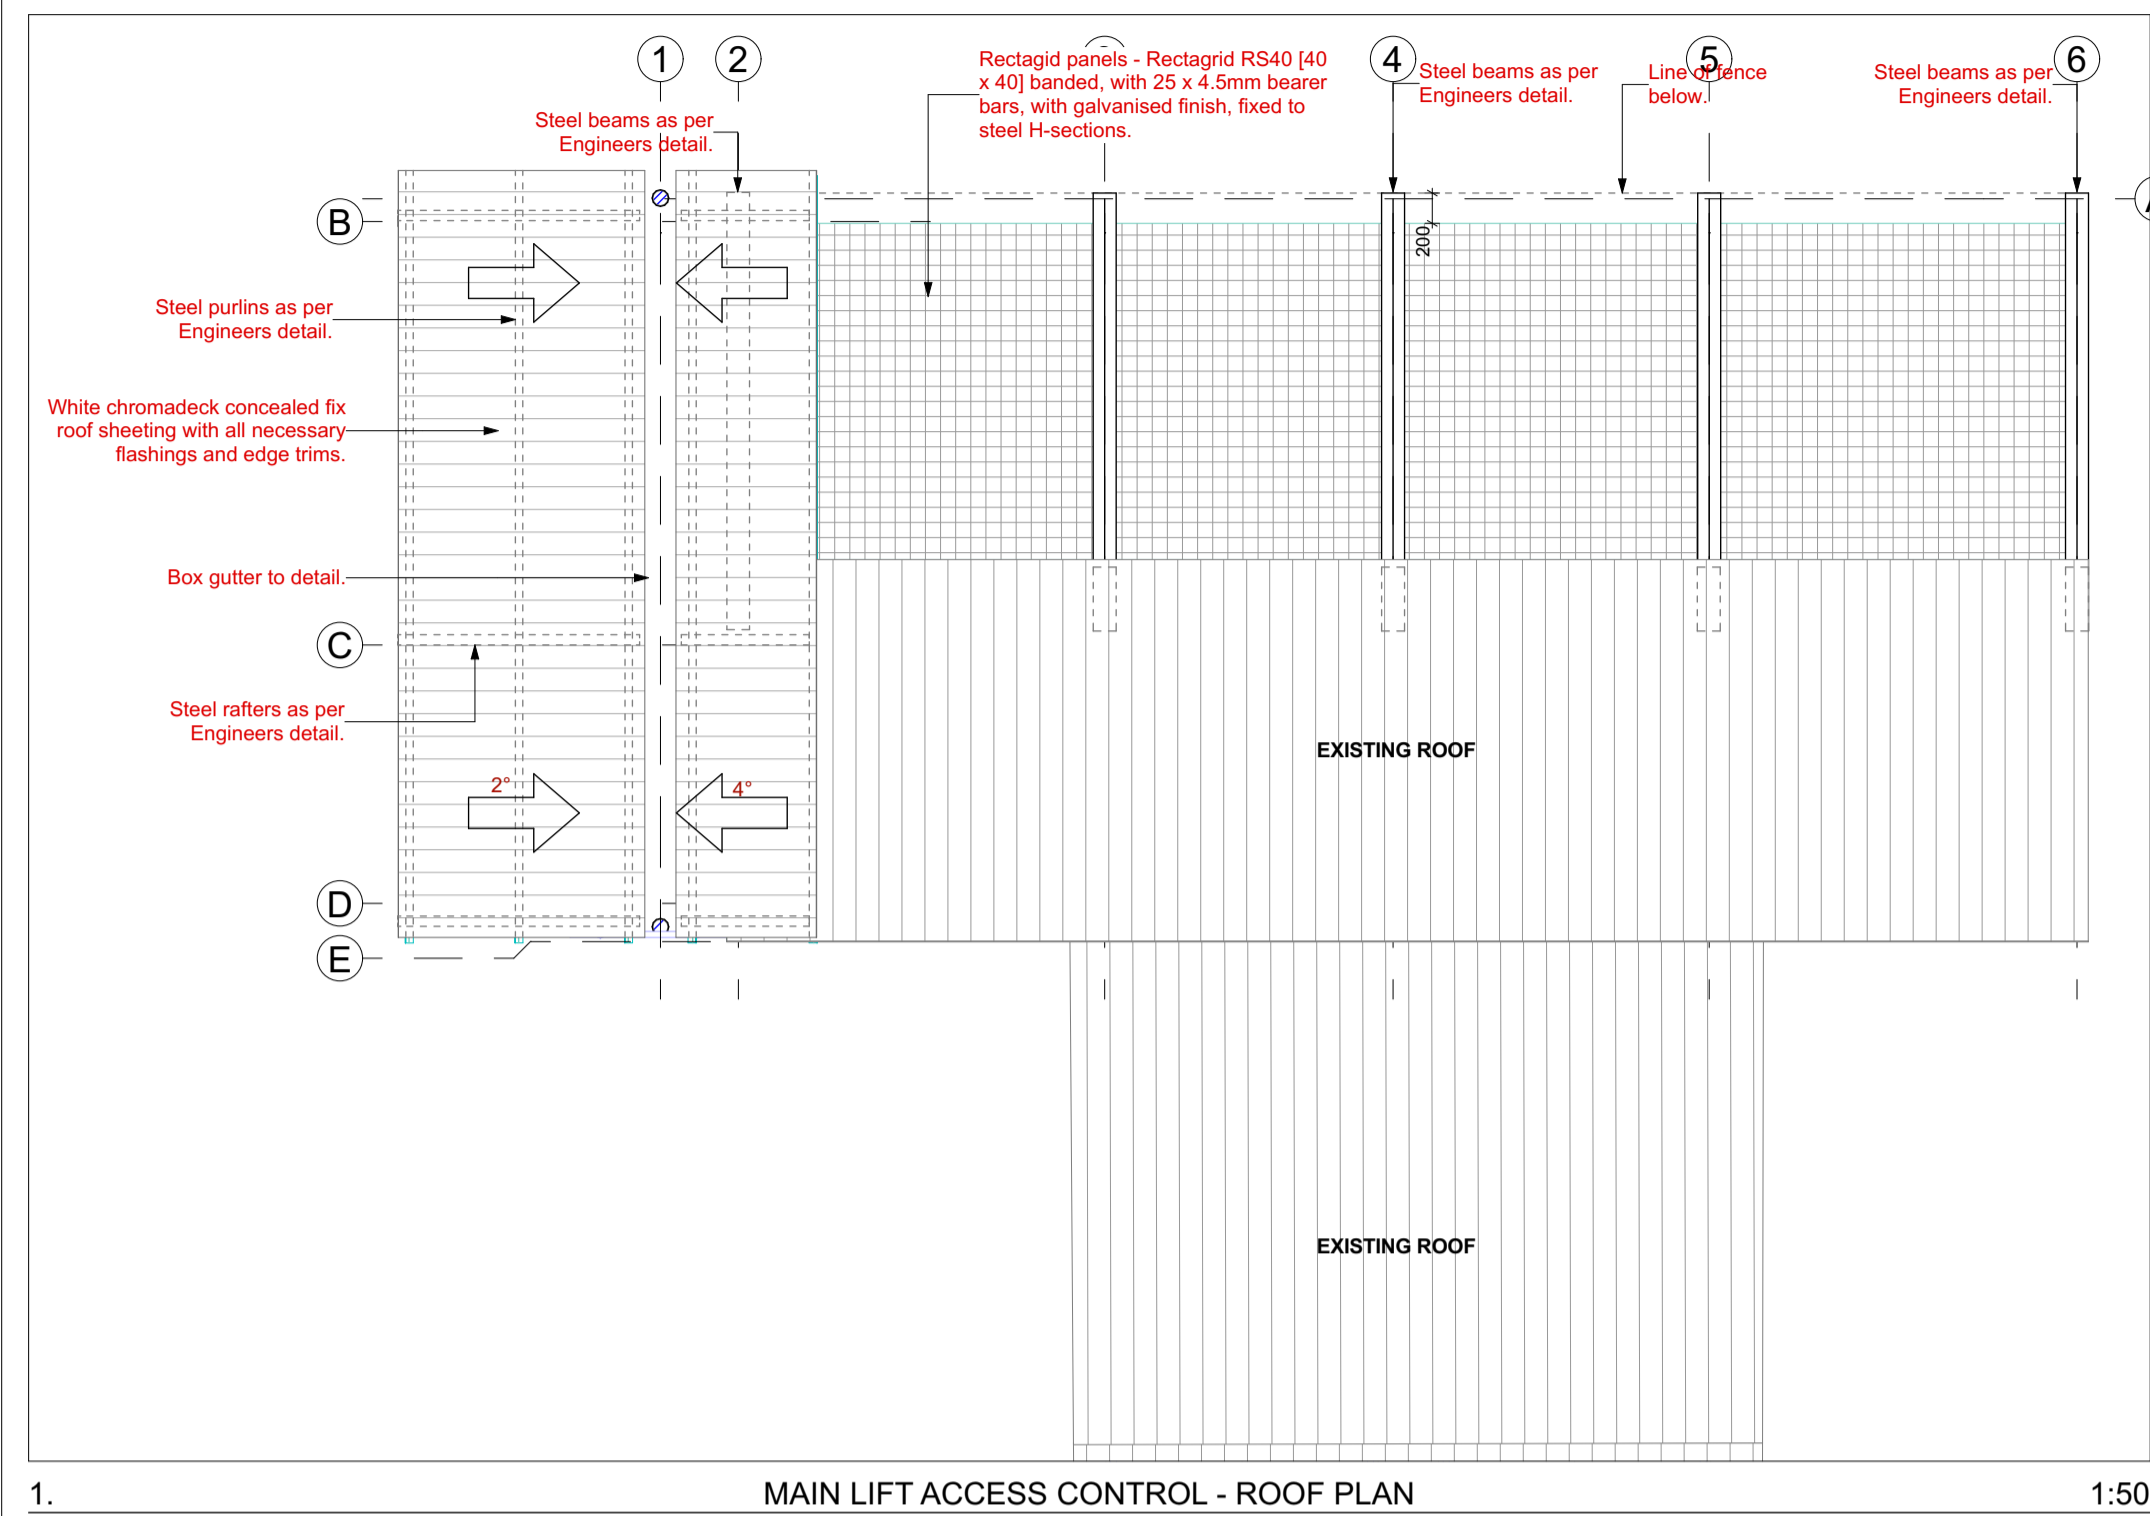 1
2
4
5
6
Rectagid panels - Rectagrid RS40 [40
x 40] banded, with 25 x 4.5mm bearer
bars, with galvanised finish, fixed to
steel H-sections.
Steel beams as per
Engineers detail.
Line of fence
below.
Steel beams as per
Engineers detail.
Steel beams as per
Engineers detail.
B
200
Steel purlins as per
Engineers detail.
White chromadeck concealed fix
roof sheeting with all necessary
flashings and edge trims.
Box gutter to detail.
C
Steel rafters as per
Engineers detail.
EXISTING ROOF
2°
4°
D
E
EXISTING ROOF
1.
MAIN LIFT ACCESS CONTROL - ROOF PLAN
1:50